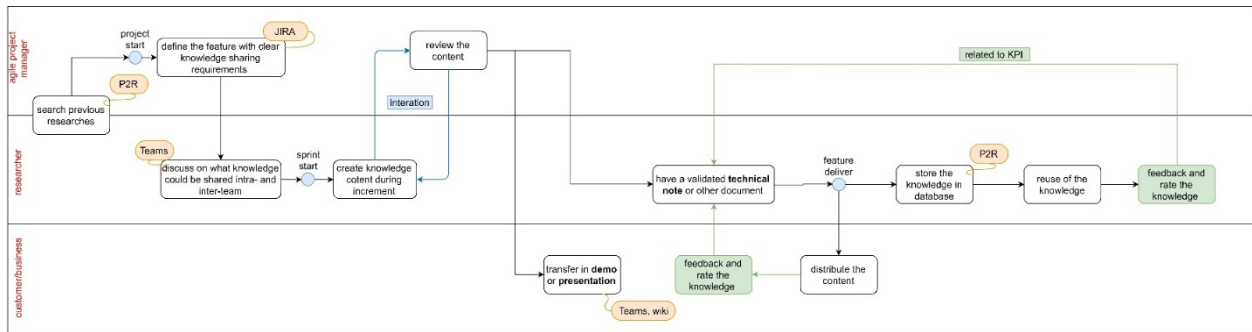 agile project
manager
project
start
JIRA
define the feature with clear
knowledge sharing
requirements
P2R
search previous
researches
review the
content
interation
related to KPI
researcher
Teams
discuss on what knowledge
could be shared intra- and
inter-team
sprint
start
create knowledge
cotent during
increment
have a validated technical
note or other document
feature
deliver
P2R
store the
knowledge in
database
reuse of the
knowledge
feedback and
rate the
knowledge
customer/business
transfer in demo
or presentation
Teams, wiki
feedback and
rate the
knowledge
distribute the
content